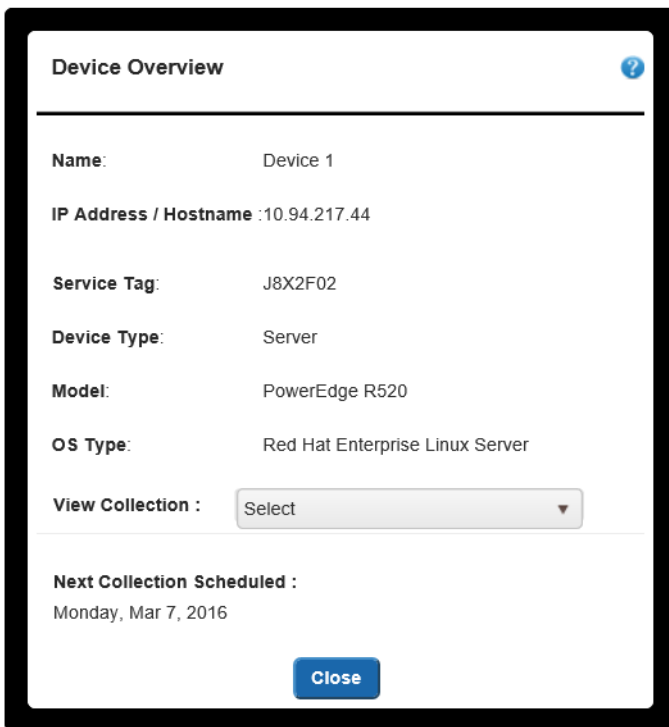 Device Overview
?
Name: Device 1
IP Address / Hostname :10.94.217.44
Service Tag: J8X2F02
Device Type: Server
Model: PowerEdge R520
OS Type: Red Hat Enterprise Linux Server
View Collection : Select
Next Collection Scheduled :
Monday, Mar 7, 2016
Close